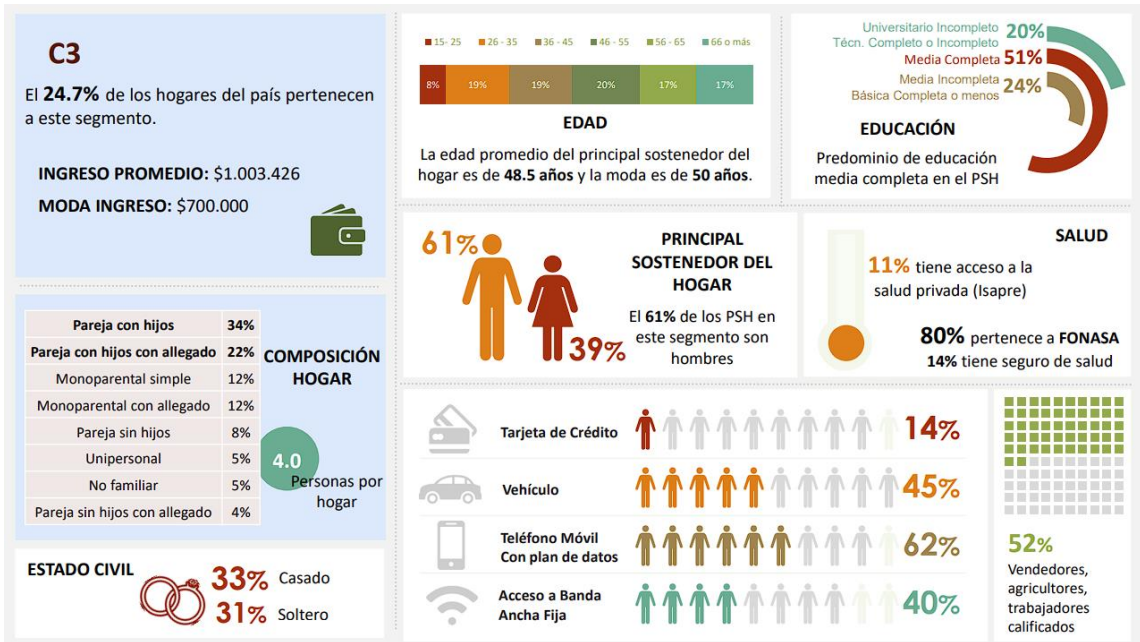 C3
El 24.7% de los hogares del país pertenecen
a este segmento.
INGRESO PROMEDIO: $1.003.426
MODA INGRESO: $700.000
Pareja con hijos 34%
Pareja con hijos con allegado 22%
Monoparental simple 12%
Monoparental con allegado 12%
Pareja sin hijos 8%
Unipersonal 5%
No familiar 5%
Pareja sin hijos con allegado 4%
COMPOSICIÓN
HOGAR
4.0
Personas por
hogar
ESTADO CIVIL
33% Casado
31% Soltero
15- 25 26 - 35 36 - 45 46 - 55 56 - 65 66 o más
8% 19% 19% 20% 17% 17%
EDAD
La edad promedio del principal sostenedor del
hogar es de 48.5 años y la moda es de 50 años.
Universitario Incompleto
Técn. Completo o Incompleto
20%
Media Completa 51%
Media Incompleta
Básica Completa o menos
24%
EDUCACIÓN
Predominio de educación
media completa en el PSH
61%
39%
PRINCIPAL
SOSTENEDOR DEL
HOGAR
El 61% de los PSH en
este segmento son
hombres
SALUD
11% tiene acceso a la
salud privada (Isapre)
80% pertenece a FONASA
14% tiene seguro de salud
Tarjeta de Crédito 14%
Vehículo 45%
Teléfono Móvil
Con plan de datos
62%
Acceso a Banda
Ancha Fija
40%
52%
Vendedores,
agricultores,
trabajadores
calificados